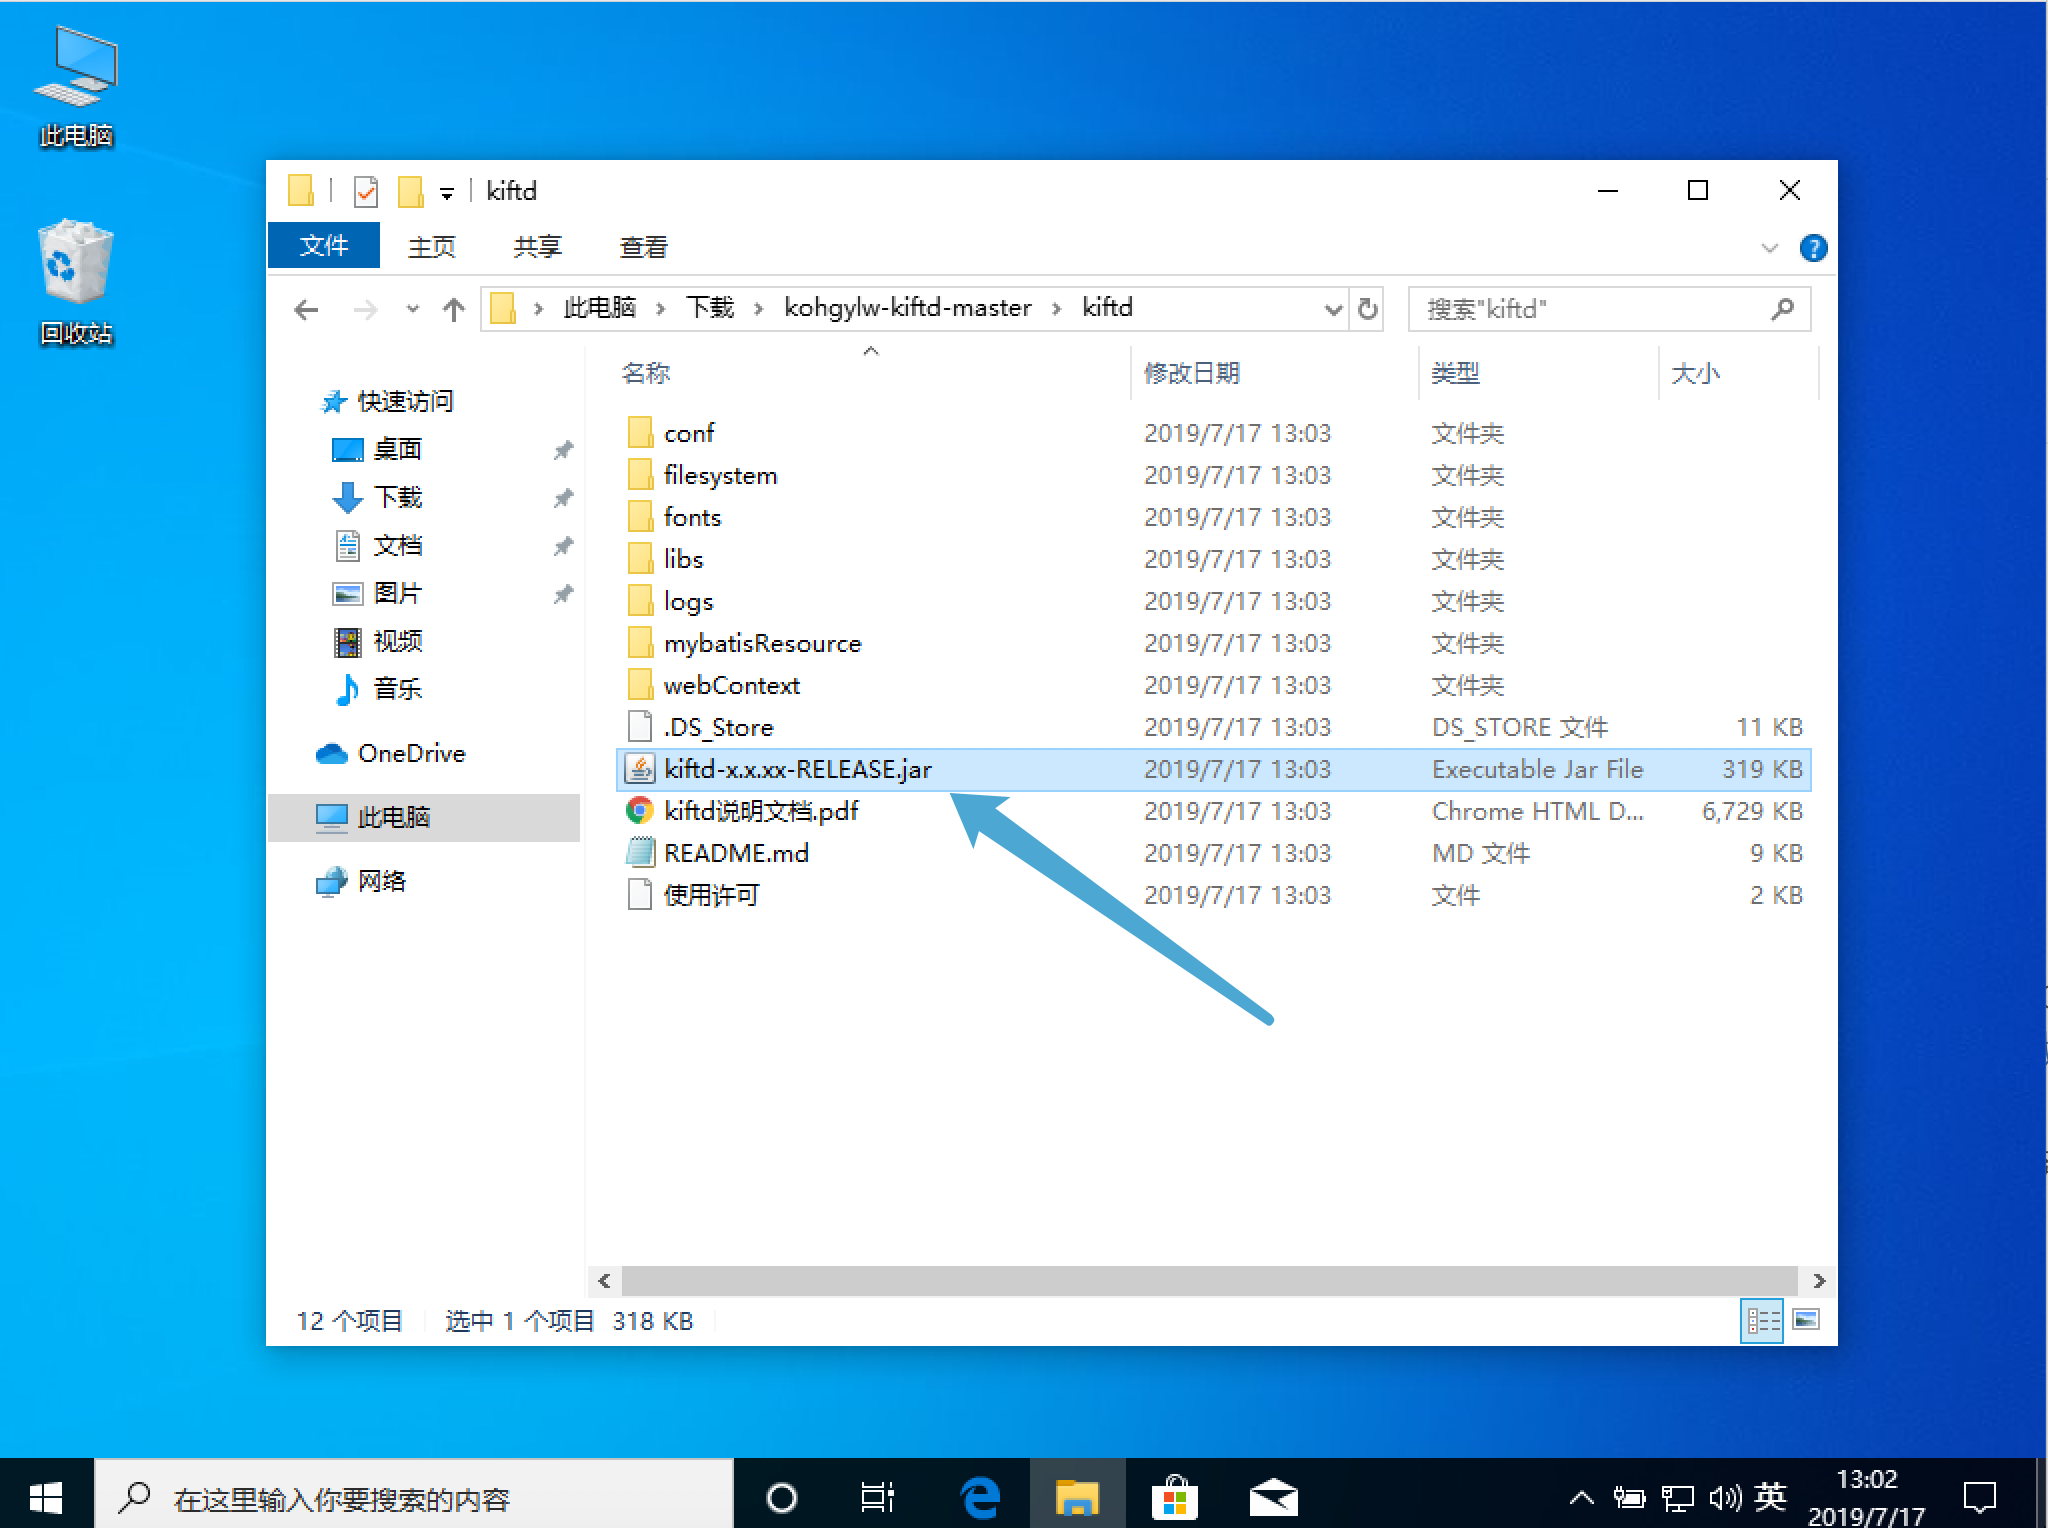 此电脑
回收站
kiftd
文件 主页 共享 查看
此电脑 下载 kohgylw-kiftd-master kiftd
搜索"kiftd"
快速访问
桌面
下载
文档
图片
视频
音乐
OneDrive
此电脑
网络
名称 修改日期 类型 大小
conf 2019/7/17 13:03 文件夹
filesystem 2019/7/17 13:03 文件夹
fonts 2019/7/17 13:03 文件夹
libs 2019/7/17 13:03 文件夹
logs 2019/7/17 13:03 文件夹
mybatisResource 2019/7/17 13:03 文件夹
webContext 2019/7/17 13:03 文件夹
.DS_Store 2019/7/17 13:03 DS_STORE 文件 11 KB
kiftd-x.x.xx-RELEASE.jar 2019/7/17 13:03 Executable Jar File 319 KB
kiftd说明文档.pdf 2019/7/17 13:03 Chrome HTML D... 6,729 KB
README.md 2019/7/17 13:03 MD 文件 9 KB
使用许可 2019/7/17 13:03 文件 2 KB
12 个项目 选中 1 个项目 318 KB
在这里输入你要搜索的内容
英
13:02
2019/7/17